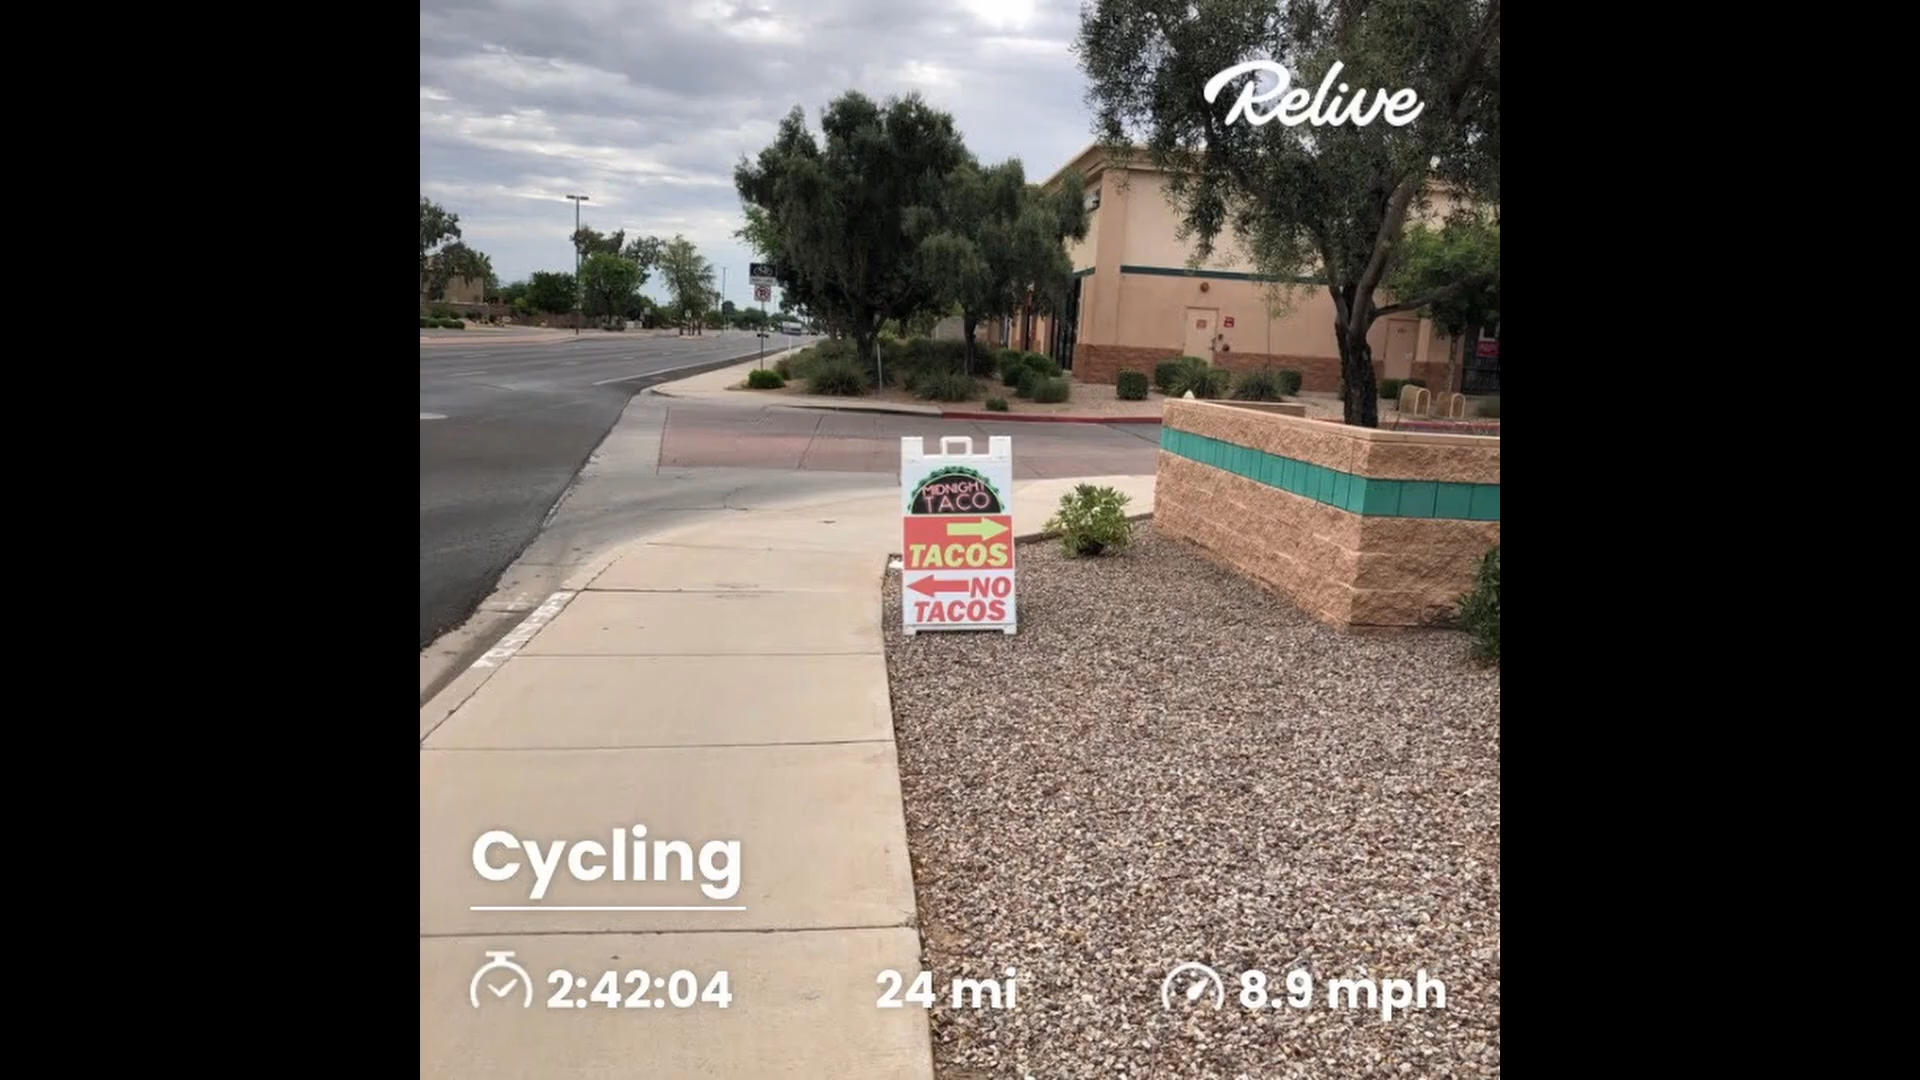 Relive
MIDNIGHT
TACO
TACOS
NO
TACOS
Cycling
2:42:04
24 mi
8.9 mph